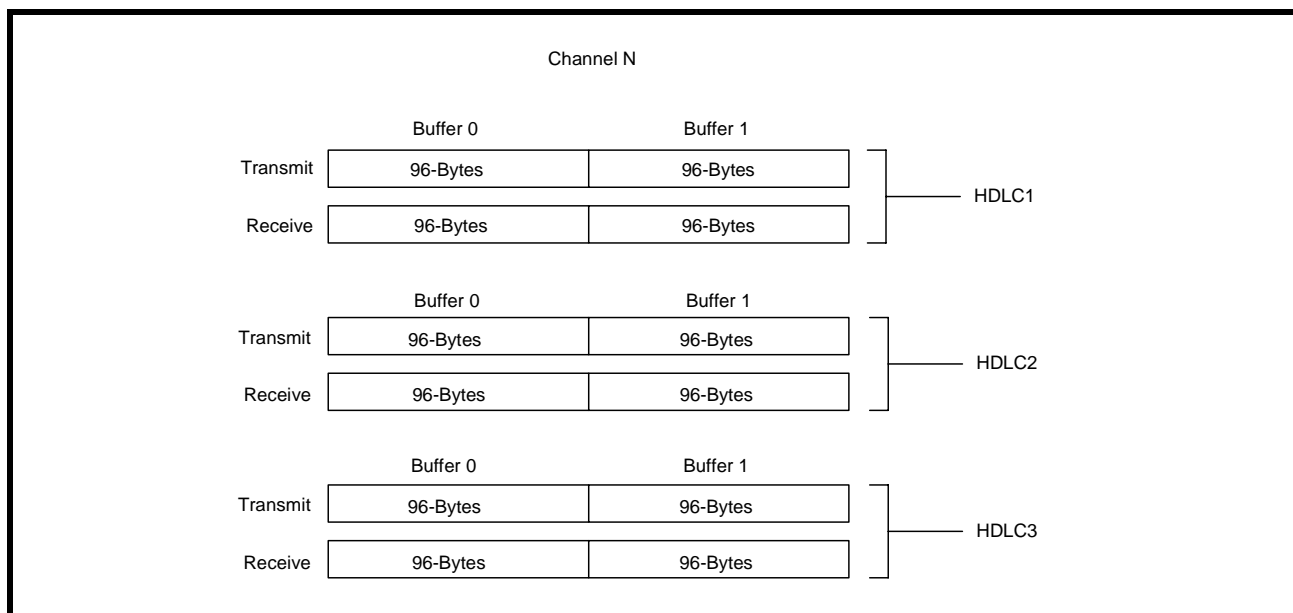 Channel N
Buffer 0 Buffer 1
Transmit 96-Bytes 96-Bytes
HDLC1
Receive 96-Bytes 96-Bytes
Buffer 0 Buffer 1
Transmit 96-Bytes 96-Bytes
HDLC2
Receive 96-Bytes 96-Bytes
Buffer 0 Buffer 1
Transmit 96-Bytes 96-Bytes
HDLC3
Receive 96-Bytes 96-Bytes